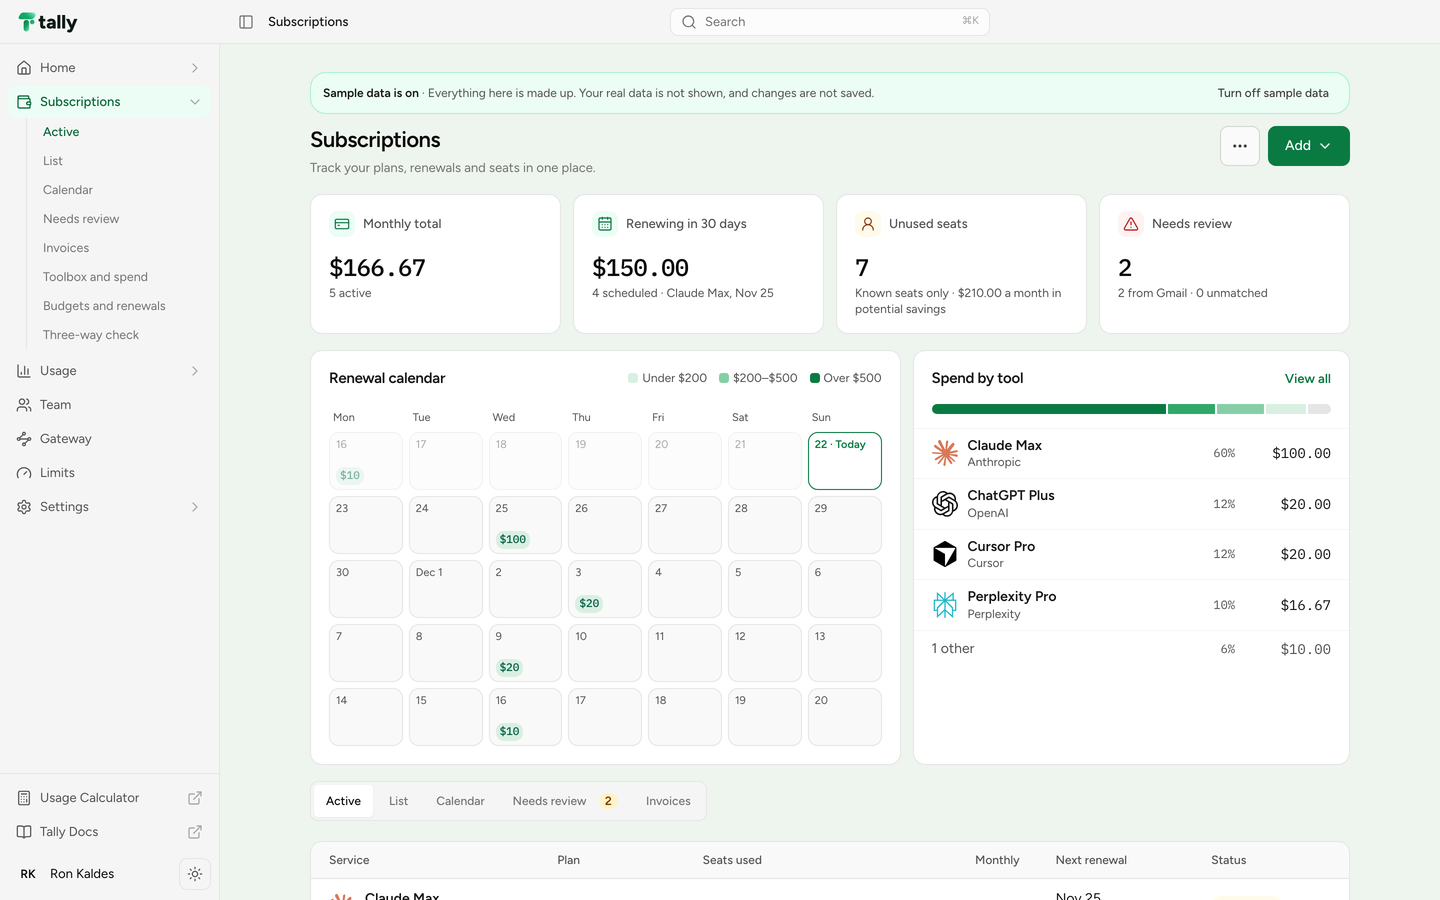 tally
Subscriptions
Search
⌘K
Home
Subscriptions
Active
List
Calendar
Needs review
Invoices
Toolbox and spend
Budgets and renewals
Three-way check
Usage
Team
Gateway
Limits
Settings
Usage Calculator
Tally Docs
RK Ron Kaldes
Sample data is on · Everything here is made up. Your real data is not shown, and changes are not saved.
Turn off sample data
Subscriptions
Track your plans, renewals and seats in one place.
Add
Monthly total
$166.67
5 active
Renewing in 30 days
$150.00
4 scheduled · Claude Max, Nov 25
Unused seats
7
Known seats only · $210.00 a month in
potential savings
Needs review
2
2 from Gmail · 0 unmatched
Renewal calendar
Under $200 $200–$500 Over $500
Mon Tue Wed Thu Fri Sat Sun
16 17 18 19 20 21 22 · Today
$10
23 24 25 26 27 28 29
$100
30 Dec 1 2 3 4 5 6
$20
7 8 9 10 11 12 13
$20
14 15 16 17 18 19 20
$10
Spend by tool
View all
Claude Max
Anthropic
60% $100.00
ChatGPT Plus
OpenAI
12% $20.00
Cursor Pro
Cursor
12% $20.00
Perplexity Pro
Perplexity
10% $16.67
1 other 6% $10.00
Active List Calendar Needs review 2 Invoices
Service Plan Seats used Monthly Next renewal Status
Claude Max Nov 25